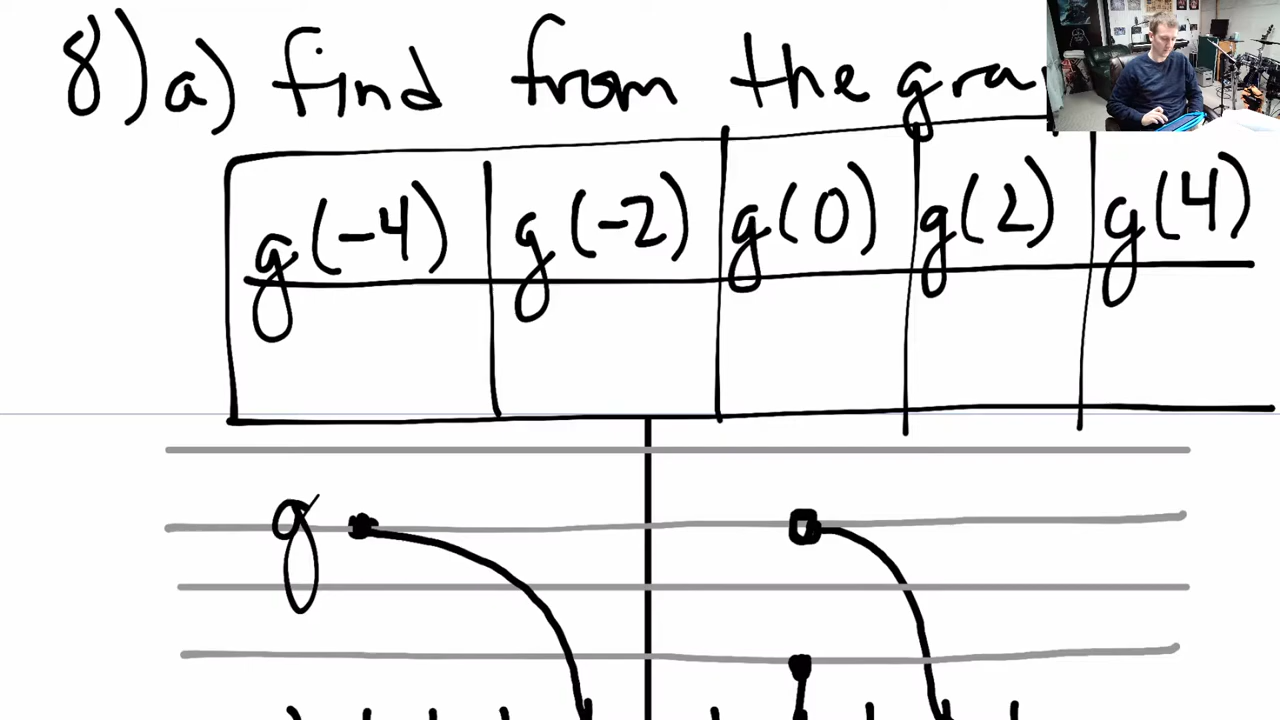 8) a) find from the gra
g(-4) g(-2) g(0) g(2) g(4)
g